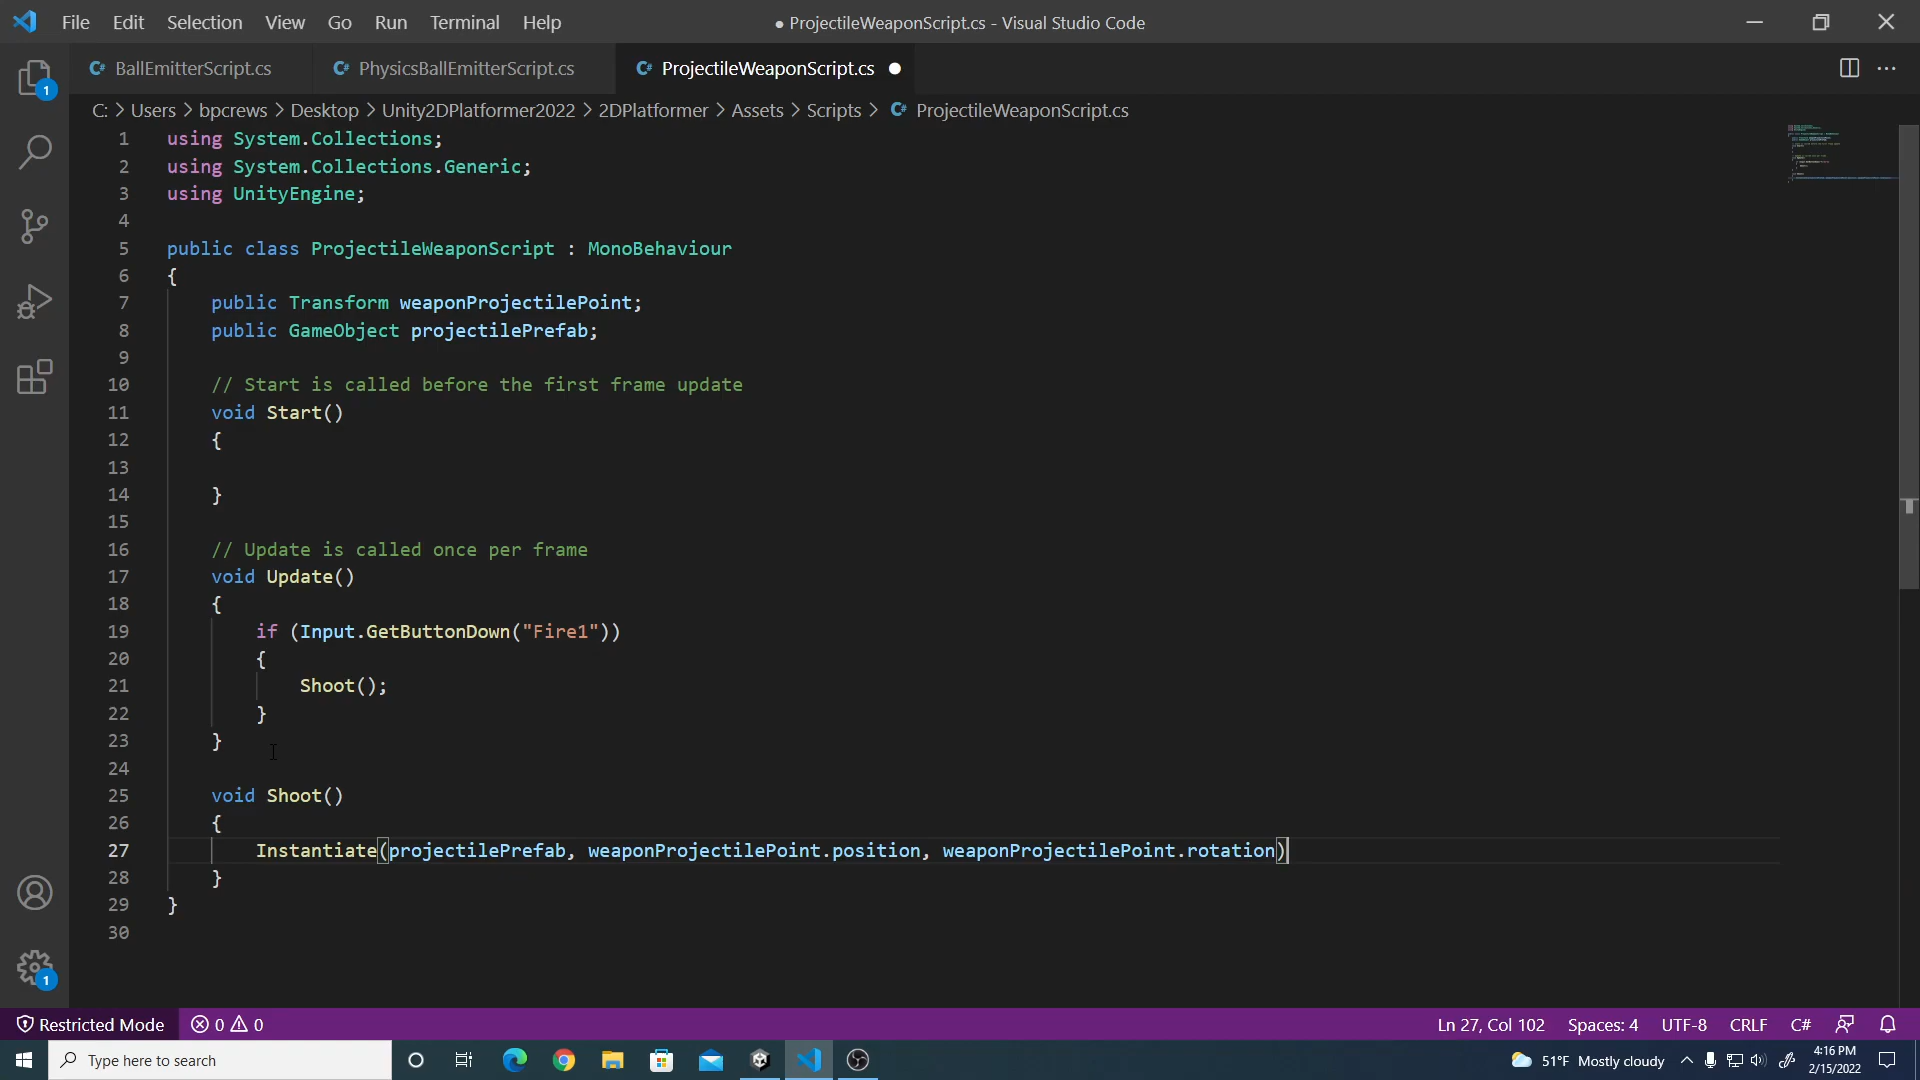 File Edit Selection View Go Run Terminal Help
● ProjectileWeaponScript.cs - Visual Studio Code
BallEmitterScript.cs
PhysicsBallEmitterScript.cs
ProjectileWeaponScript.cs ●
C: > Users > bpcrews > Desktop > Unity2DPlatformer2022 > 2DPlatformer > Assets > Scripts > ProjectileWeaponScript.cs
1 using System.Collections;
2 using System.Collections.Generic;
3 using UnityEngine;
4
5 public class ProjectileWeaponScript : MonoBehaviour
6 {
7 public Transform weaponProjectilePoint;
8 public GameObject projectilePrefab;
9
10 // Start is called before the first frame update
11 void Start()
12 {
13
14 }
15
16 // Update is called once per frame
17 void Update()
18 {
19 if (Input.GetButtonDown("Fire1"))
20 {
21 Shoot();
22 }
23 }
24
25 void Shoot()
26 {
27 Instantiate(projectilePrefab, weaponProjectilePoint.position, weaponProjectilePoint.rotation)
28 }
29 }
30
1
1
Restricted Mode 0 0 Ln 27, Col 102 Spaces: 4 UTF-8 CRLF C#
Type here to search
51°F Mostly cloudy
4:16 PM
2/15/2022